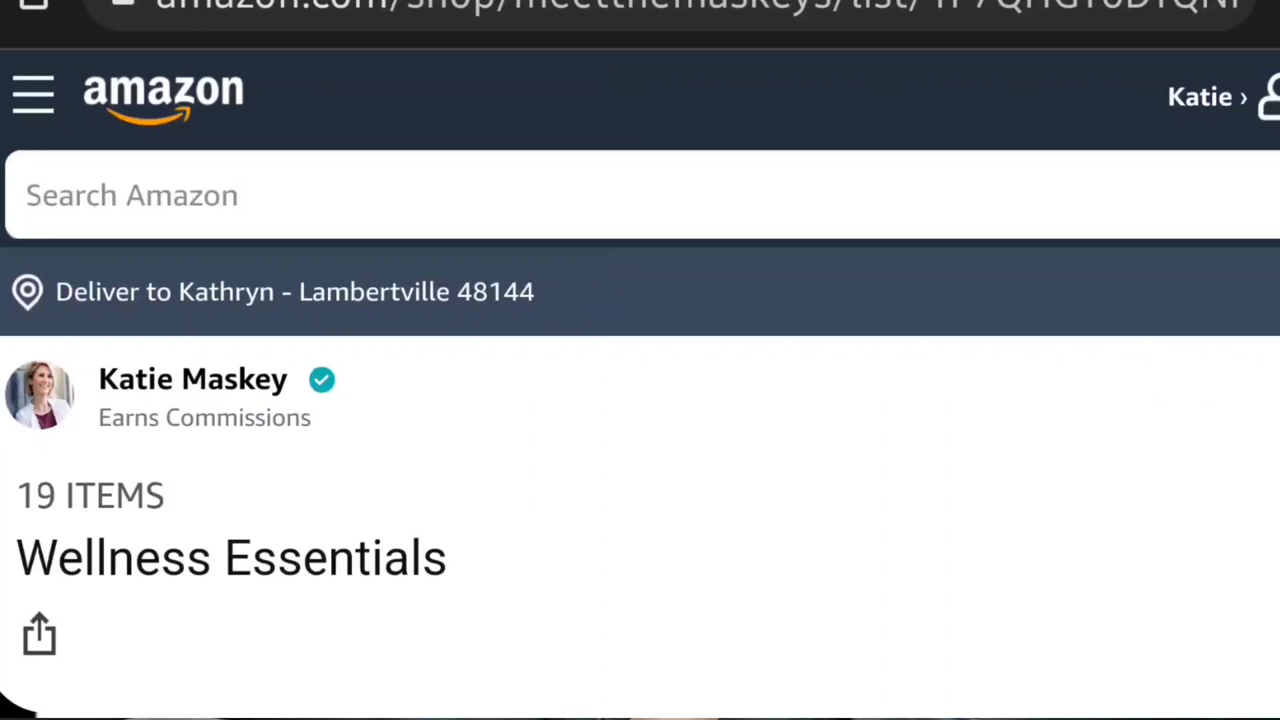 amazon
Katie ›
Search Amazon
Deliver to Kathryn - Lambertville 48144
Katie Maskey
Earns Commissions
19 ITEMS
Wellness Essentials